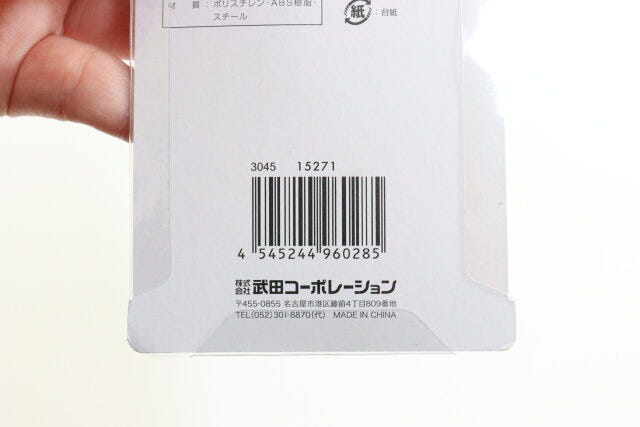 材 質：ポリスチレン・ABS樹脂・
スチール
紙：台紙
3045 15271
4 545244 960285
株式会社 武田コーポレーション
〒455-0855 名古屋市港区藤前4丁目809番地
TEL(052)301-8870(代) MADE IN CHINA